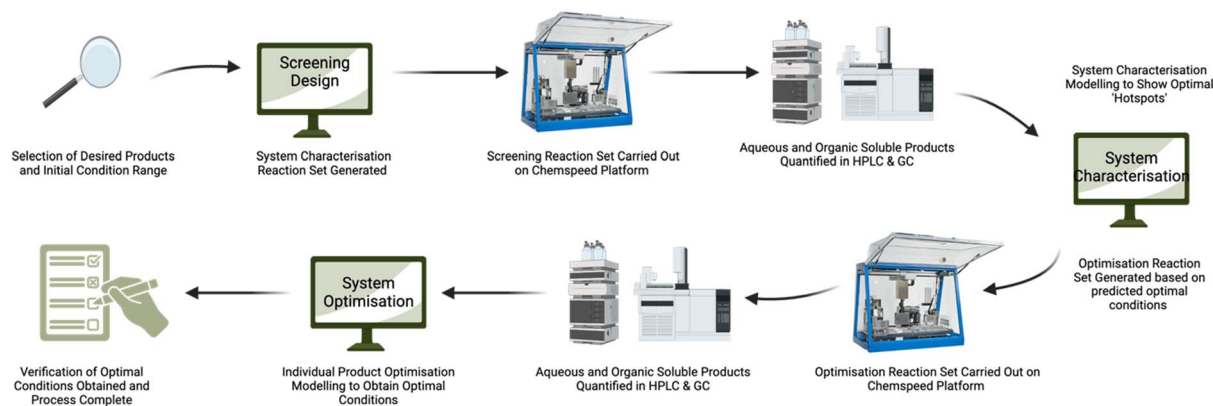 Screening
Design
Selection of Desired Products
and Initial Condition Range
System Characterisation
Reaction Set Generated
Screening Reaction Set Carried Out
on Chemspeed Platform
Aqueous and Organic Soluble Products
Quantified in HPLC & GC
System Characterisation
Modelling to Show Optimal
'Hotspots'
System
Characterisation
Optimisation Reaction
Set Generated based on
predicted optimal
conditions
Optimisation Reaction Set Carried Out on
Chemspeed Platform
Aqueous and Organic Soluble Products
Quantified in HPLC & GC
System
Optimisation
Individual Product Optimisation
Modelling to Obtain Optimal
Conditions
Verification of Optimal
Conditions Obtained and
Process Complete